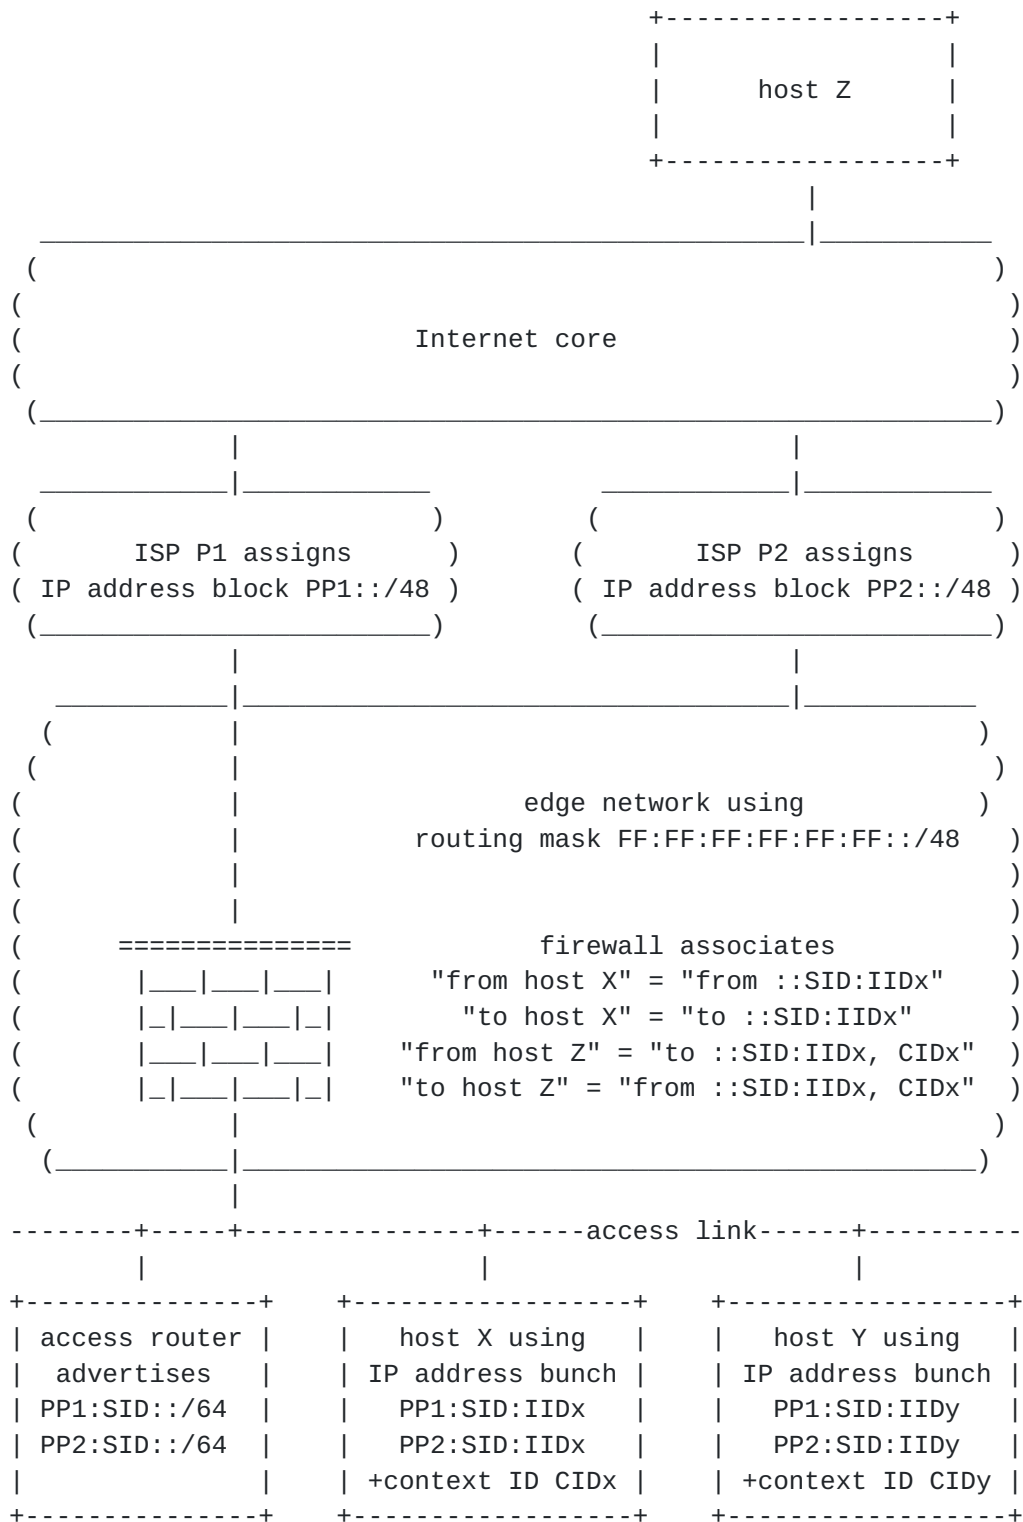 host Z
Internet core
ISP P1 assigns
IP address block PP1::/48
ISP P2 assigns
IP address block PP2::/48
edge network using
routing mask FF:FF:FF:FF:FF:FF::/48
firewall associates
"from host X" = "from ::SID:IIDx"
"to host X" = "to ::SID:IIDx"
"from host Z" = "to ::SID:IIDx, CIDx"
"to host Z" = "from ::SID:IIDx, CIDx"
access link
access router
advertises
PP1:SID::/64
PP2:SID::/64
host X using
IP address bunch
PP1:SID:IIDx
PP2:SID:IIDx
+context ID CIDx
host Y using
IP address bunch
PP1:SID:IIDy
PP2:SID:IIDy
+context ID CIDy